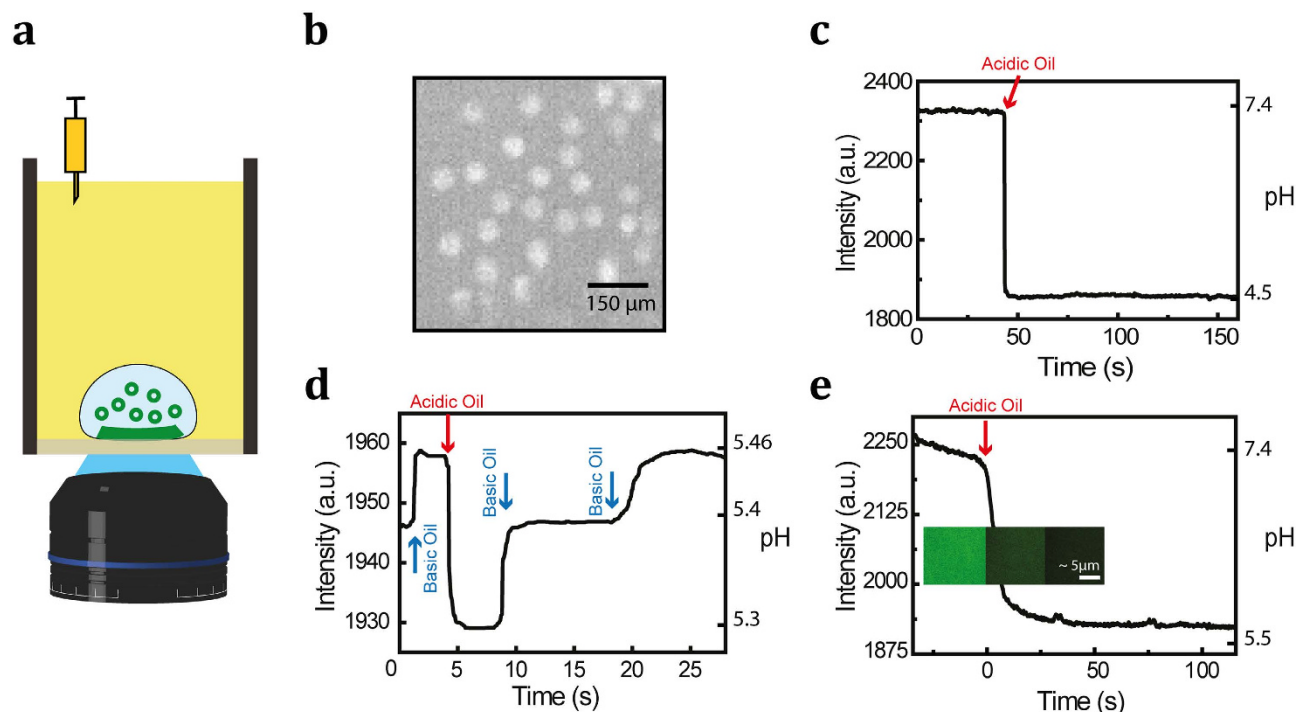 a
b
150 μm
c
Acidic Oil
2400
2200
2000
1800
Intensity (a.u.)
7.4
4.5
pH
0
50
100
150
Time (s)
d
Acidic Oil
Basic Oil
Basic Oil
Basic Oil
1960
1950
1940
1930
Intensity (a.u.)
5.46
5.4
5.3
pH
0
5
10
15
20
25
Time (s)
e
Acidic Oil
2250
2125
2000
1875
Intensity (a.u.)
~ 5μm
7.4
5.5
pH
0
50
100
Time (s)